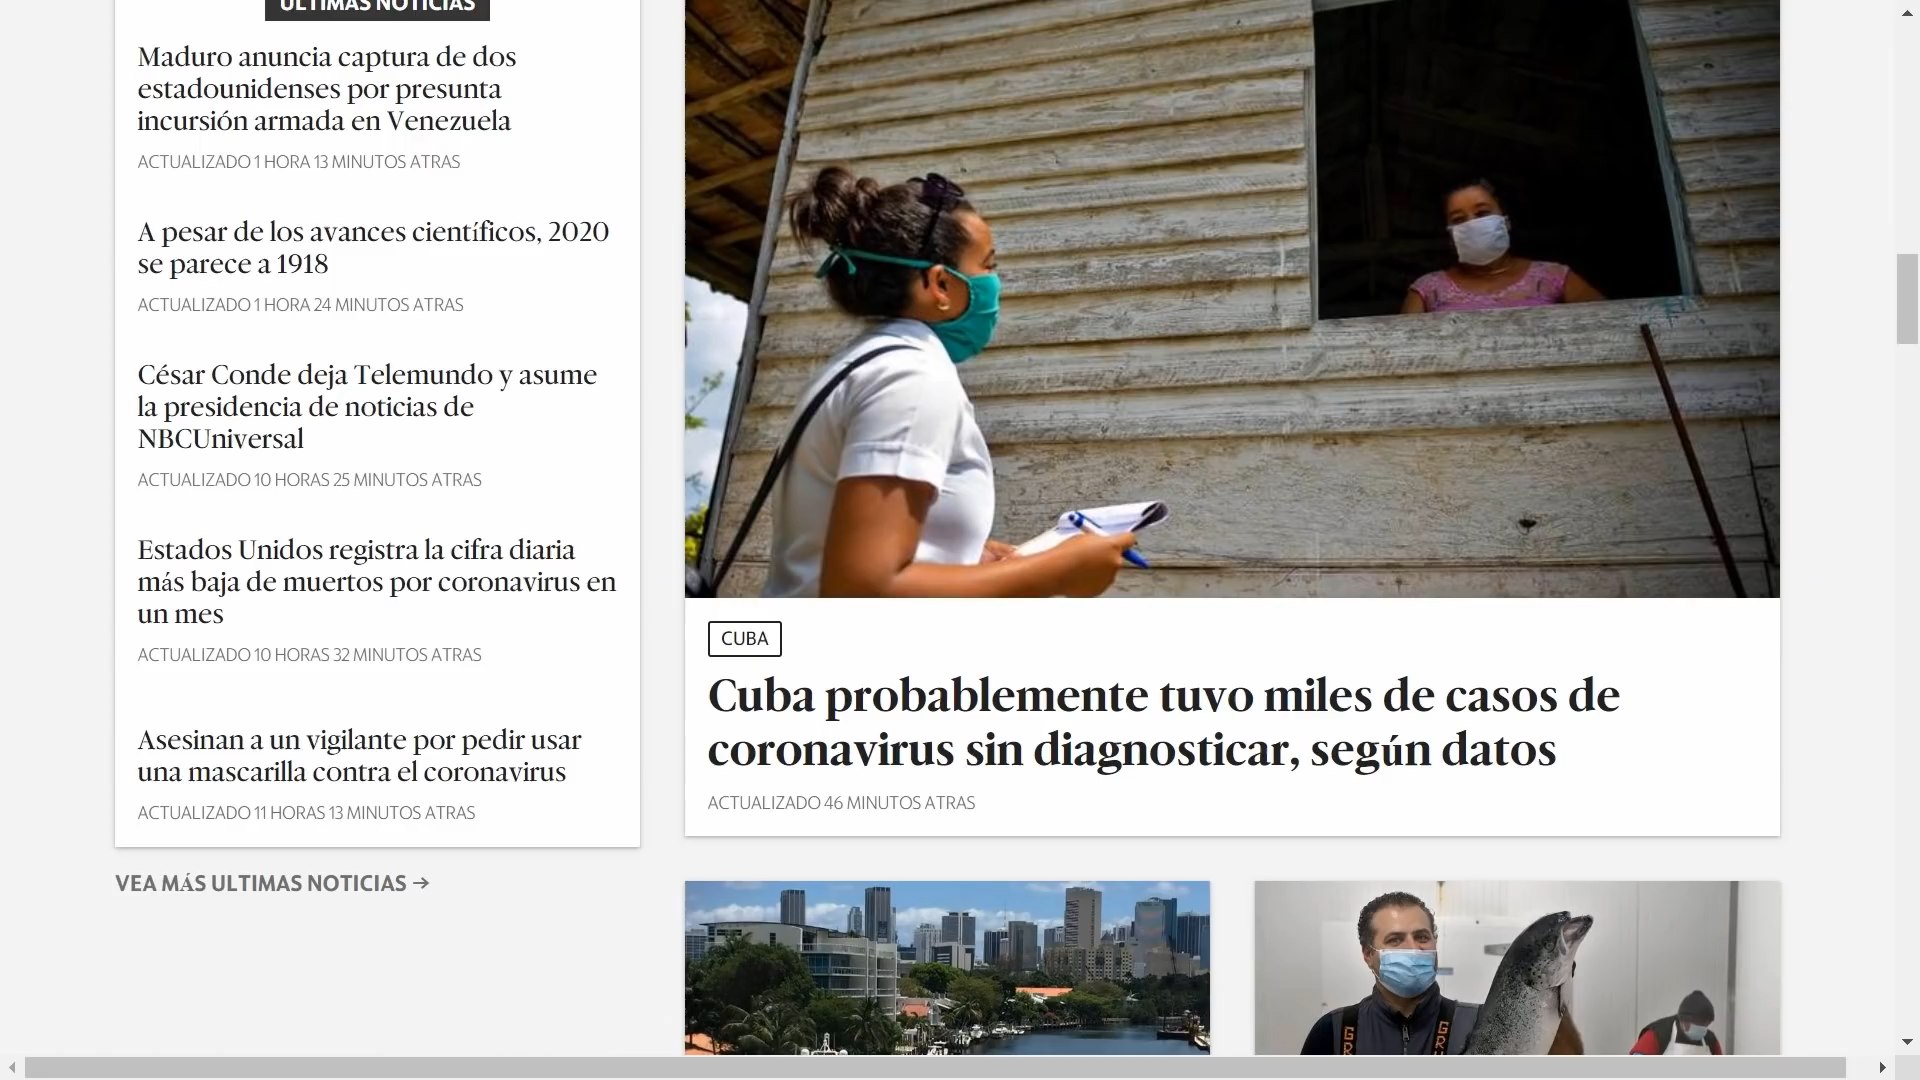 ÚLTIMAS NOTICIAS
Maduro anuncia captura de dos
estadounidenses por presunta
incursión armada en Venezuela
ACTUALIZADO 1 HORA 13 MINUTOS ATRAS
A pesar de los avances científicos, 2020
se parece a 1918
ACTUALIZADO 1 HORA 24 MINUTOS ATRAS
César Conde deja Telemundo y asume
la presidencia de noticias de
NBCUniversal
ACTUALIZADO 10 HORAS 25 MINUTOS ATRAS
Estados Unidos registra la cifra diaria
más baja de muertos por coronavirus en
un mes
ACTUALIZADO 10 HORAS 32 MINUTOS ATRAS
Asesinan a un vigilante por pedir usar
una mascarilla contra el coronavirus
ACTUALIZADO 11 HORAS 13 MINUTOS ATRAS
VEA MÁS ULTIMAS NOTICIAS →
CUBA
Cuba probablemente tuvo miles de casos de
coronavirus sin diagnosticar, según datos
ACTUALIZADO 46 MINUTOS ATRAS